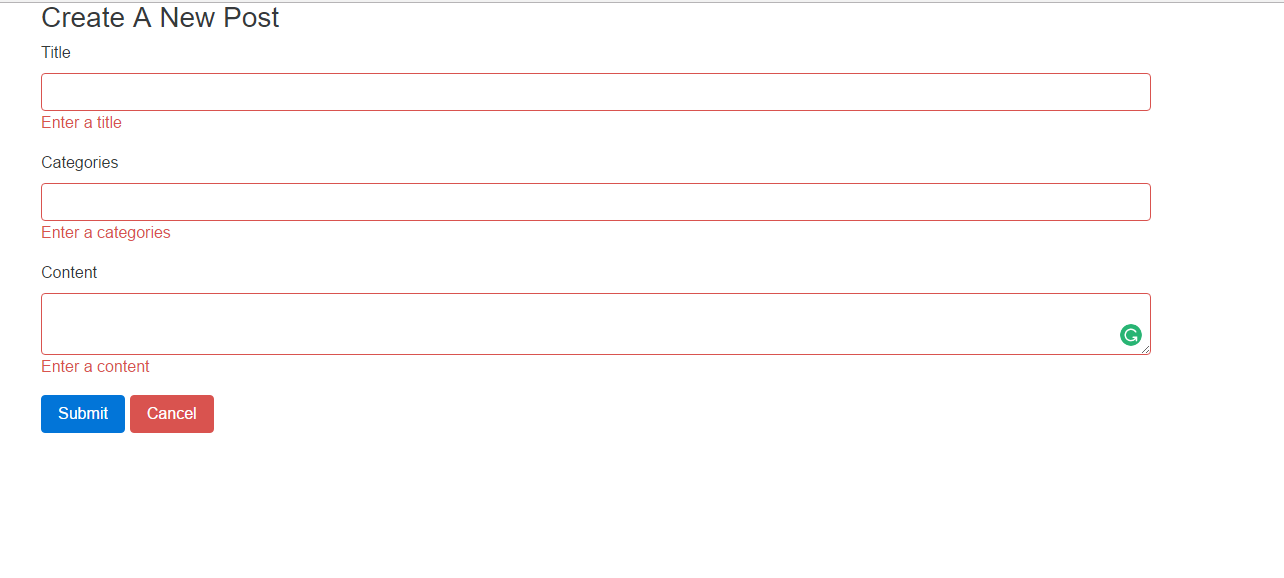 Create A New Post
Title
Enter a title
Categories
Enter a categories
Content
Enter a content
Submit Cancel